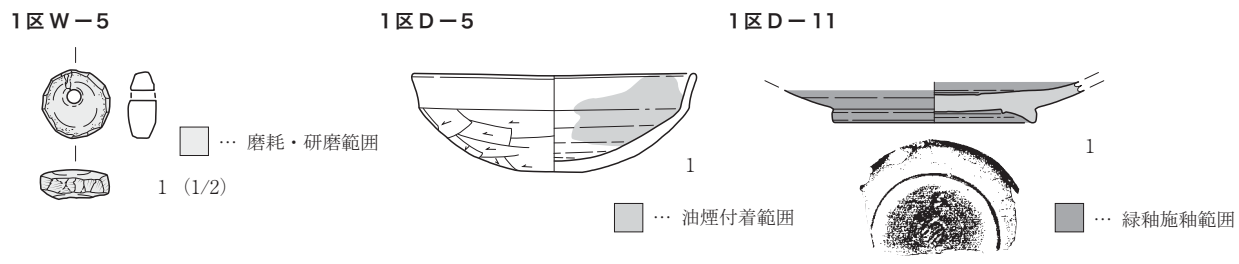 1区W－5
… 磨耗・研磨範囲
1 (1/2)
1区D－5
1
… 油煙付着範囲
1区D－11
1
… 緑釉施釉範囲